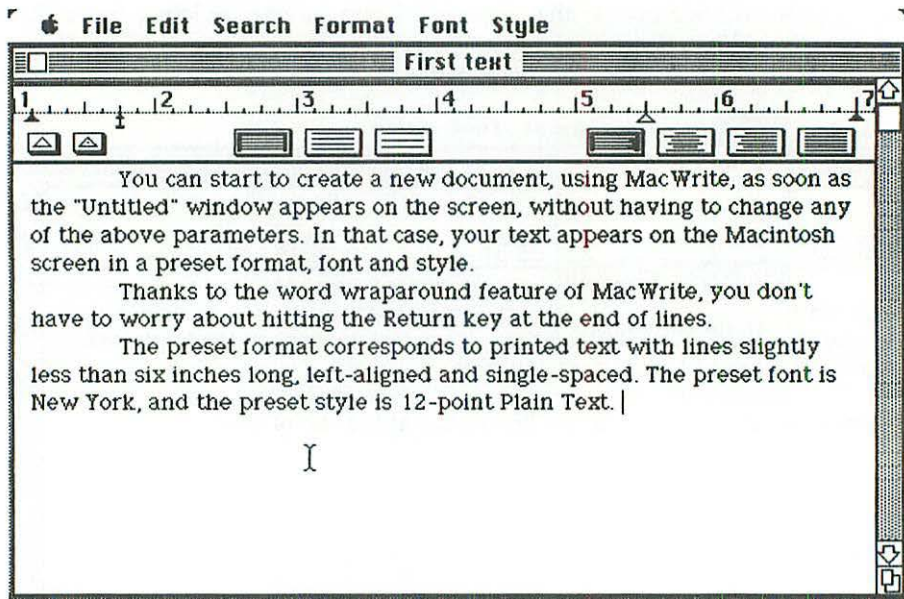 File Edit Search Format Font Style
First text
1 2 3 4 5 6 7
You can start to create a new document, using MacWrite, as soon as
the "Untitled" window appears on the screen, without having to change any
of the above parameters. In that case, your text appears on the Macintosh
screen in a preset format, font and style.
Thanks to the word wraparound feature of MacWrite, you don't
have to worry about hitting the Return key at the end of lines.
The preset format corresponds to printed text with lines slightly
less than six inches long, left-aligned and single-spaced. The preset font is
New York, and the preset style is 12-point Plain Text.